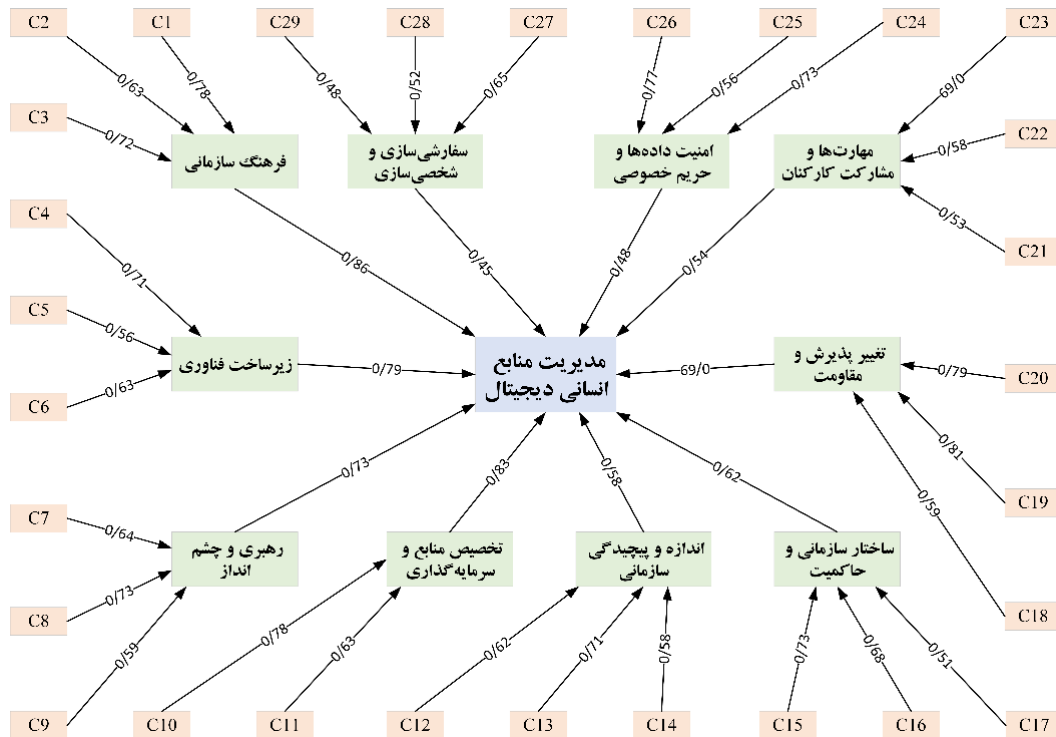 C2
C1
C29
C28
C27
C26
C25
C24
C23
0/63
0/78
0/48
0/52
0/65
0/77
0/56
0/73
69/0
C3
0/72
C22
0/58
فرهنگ سازمانی
سفارشی‌سازی و
شخصی‌سازی
امنیت داده‌ها و
حریم خصوصی
مهارت‌ها و
مشارکت کارکنان
C4
0/71
0/86
0/45
0/48
0/54
0/53
C21
C5
0/56
زیرساخت فناوری
0/79
مدیریت منابع
انسانی دیجیتال
69/0
تغییر پذیرش و
مقاومت
0/79
C20
C6
0/63
0/73
0/83
0/58
0/62
0/81
C19
0/59
C18
C7
0/64
رهبری و چشم
انداز
تخصیص منابع و
سرمایه‌گذاری
اندازه و پیچیدگی
سازمانی
ساختار سازمانی و
حاکمیت
C8
0/73
0/59
0/78
0/63
0/62
0/71
0/58
0/73
0/68
0/51
C9
C10
C11
C12
C13
C14
C15
C16
C17